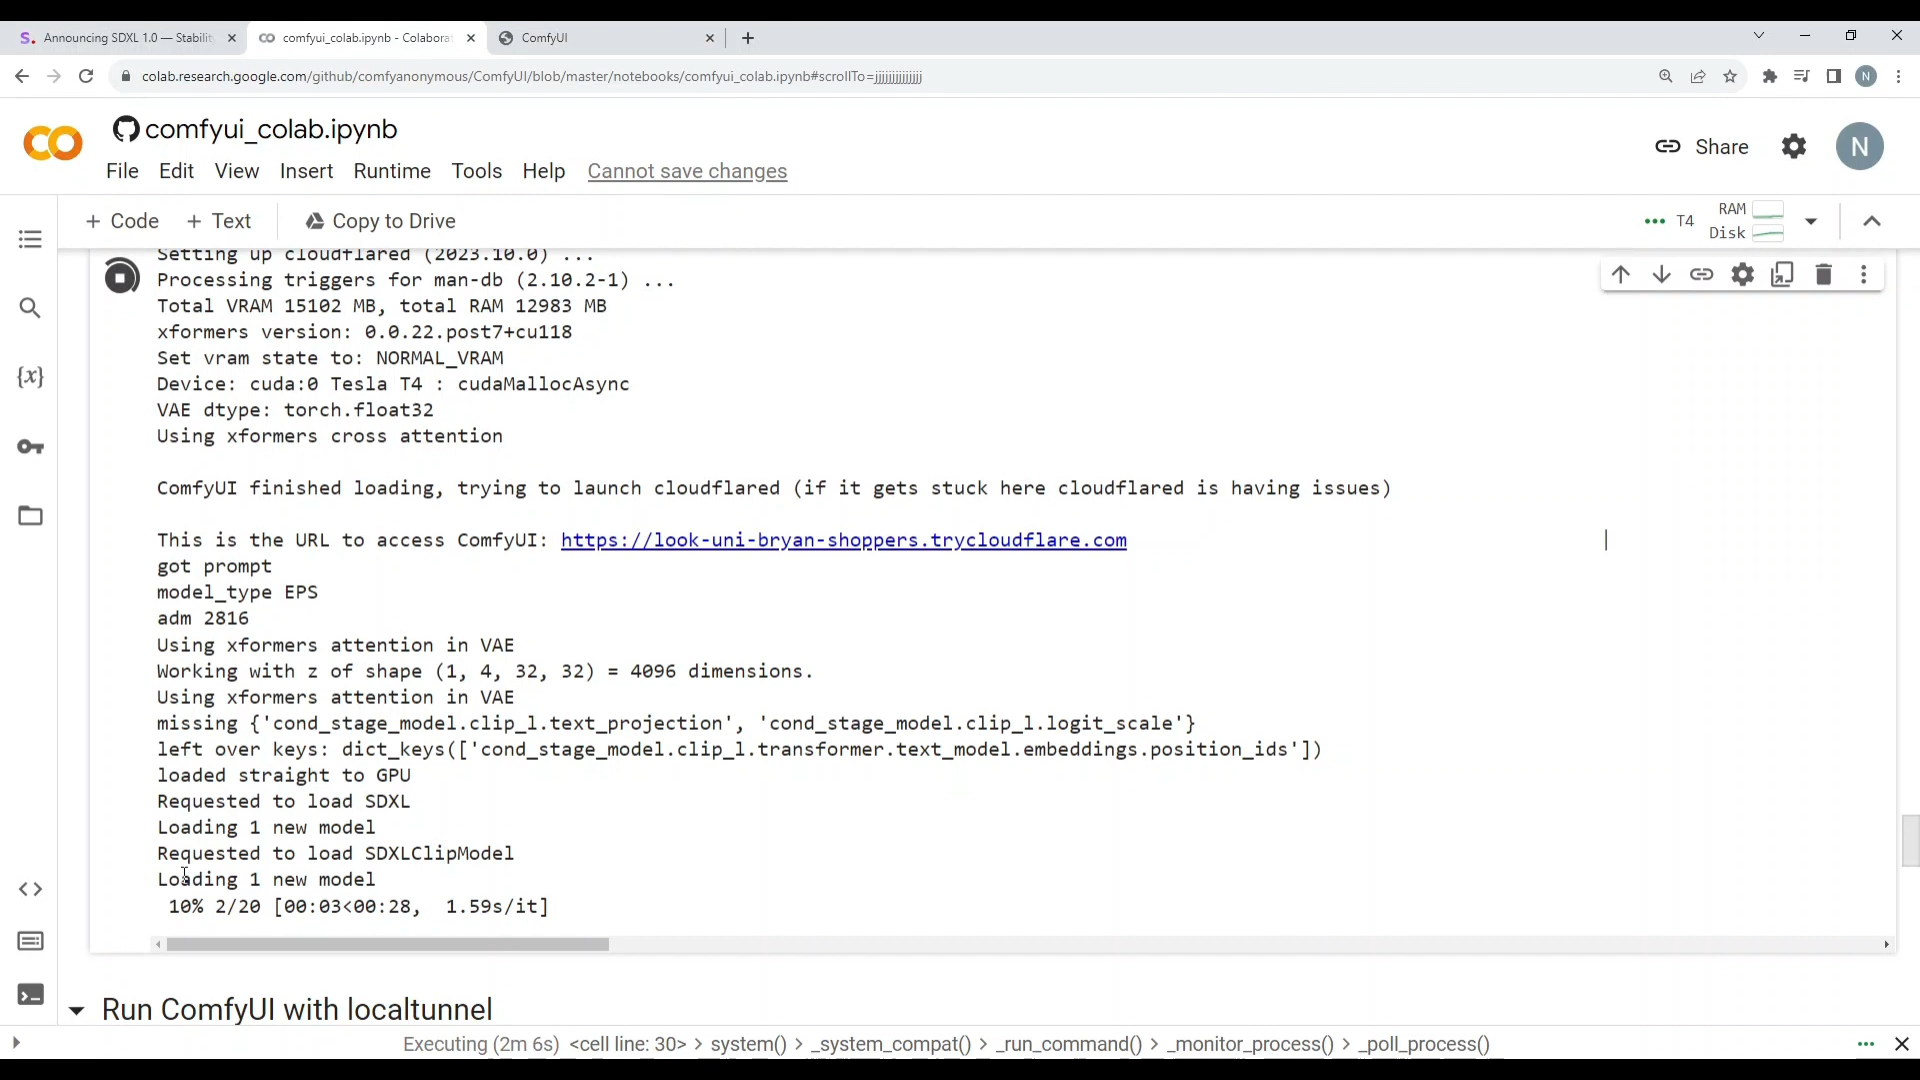 S. Announcing SDXL 1.0 — Stability
comfyui_colab.ipynb - Colaborat
ComfyUI
colab.research.google.com/github/comfyanonymous/ComfyUI/blob/master/notebooks/comfyui_colab.ipynb#scrollTo=jjjjjjjjjjjjjj
N
comfyui_colab.ipynb
File Edit View Insert Runtime Tools Help Cannot save changes
Share
N
+ Code + Text Copy to Drive
T4 RAM
Disk
Setting up cloudflared (2023.10.0) ...
Processing triggers for man-db (2.10.2-1) ...
Total VRAM 15102 MB, total RAM 12983 MB
xformers version: 0.0.22.post7+cu118
Set vram state to: NORMAL_VRAM
Device: cuda:0 Tesla T4 : cudaMallocAsync
VAE dtype: torch.float32
Using xformers cross attention
ComfyUI finished loading, trying to launch cloudflared (if it gets stuck here cloudflared is having issues)
This is the URL to access ComfyUI: https://look-uni-bryan-shoppers.trycloudflare.com
got prompt
model_type EPS
adm 2816
Using xformers attention in VAE
Working with z of shape (1, 4, 32, 32) = 4096 dimensions.
Using xformers attention in VAE
missing {'cond_stage_model.clip_l.text_projection', 'cond_stage_model.clip_l.logit_scale'}
left over keys: dict_keys(['cond_stage_model.clip_l.transformer.text_model.embeddings.position_ids'])
loaded straight to GPU
Requested to load SDXL
Loading 1 new model
Requested to load SDXLClipModel
Loading 1 new model
10% 2/20 [00:03<00:28, 1.59s/it]
Run ComfyUI with localtunnel
Executing (2m 6s) <cell line: 30> > system() > _system_compat() > _run_command() > _monitor_process() > _poll_process()